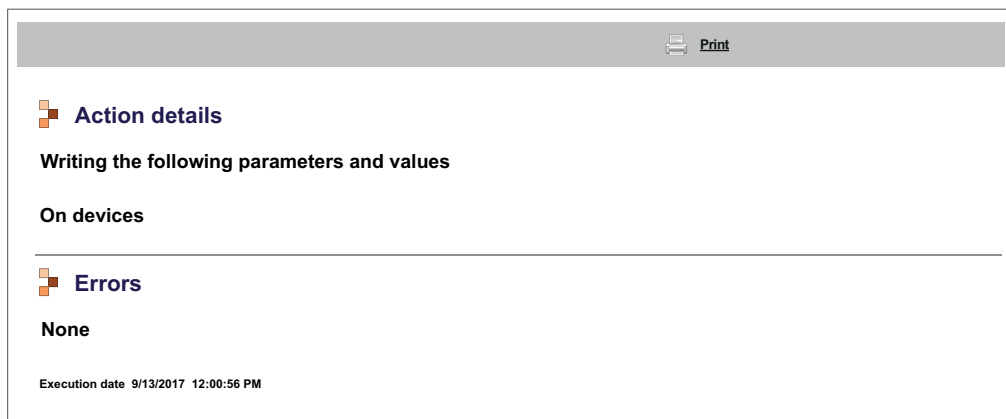 Print
Action details
Writing the following parameters and values
On devices
Errors
None
Execution date 9/13/2017 12:00:56 PM